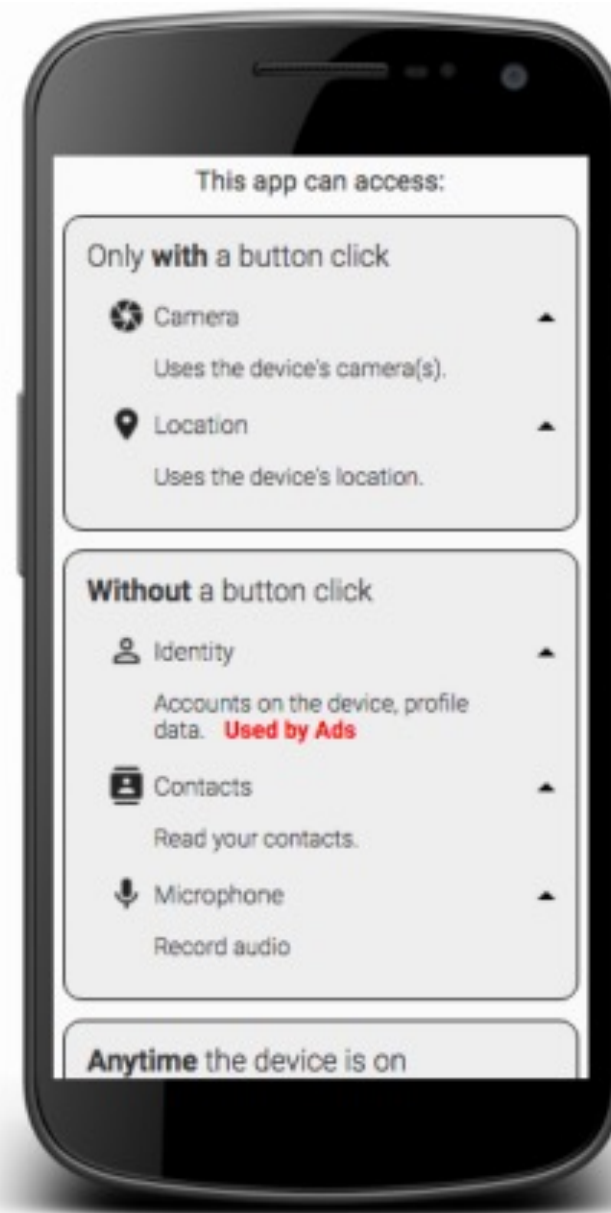 This app can access:
Only with a button click
Camera
Uses the device's camera(s).
Location
Uses the device's location.
Without a button click
Identity
Accounts on the device, profile
data. Used by Ads
Contacts
Read your contacts.
Microphone
Record audio
Anytime the device is on